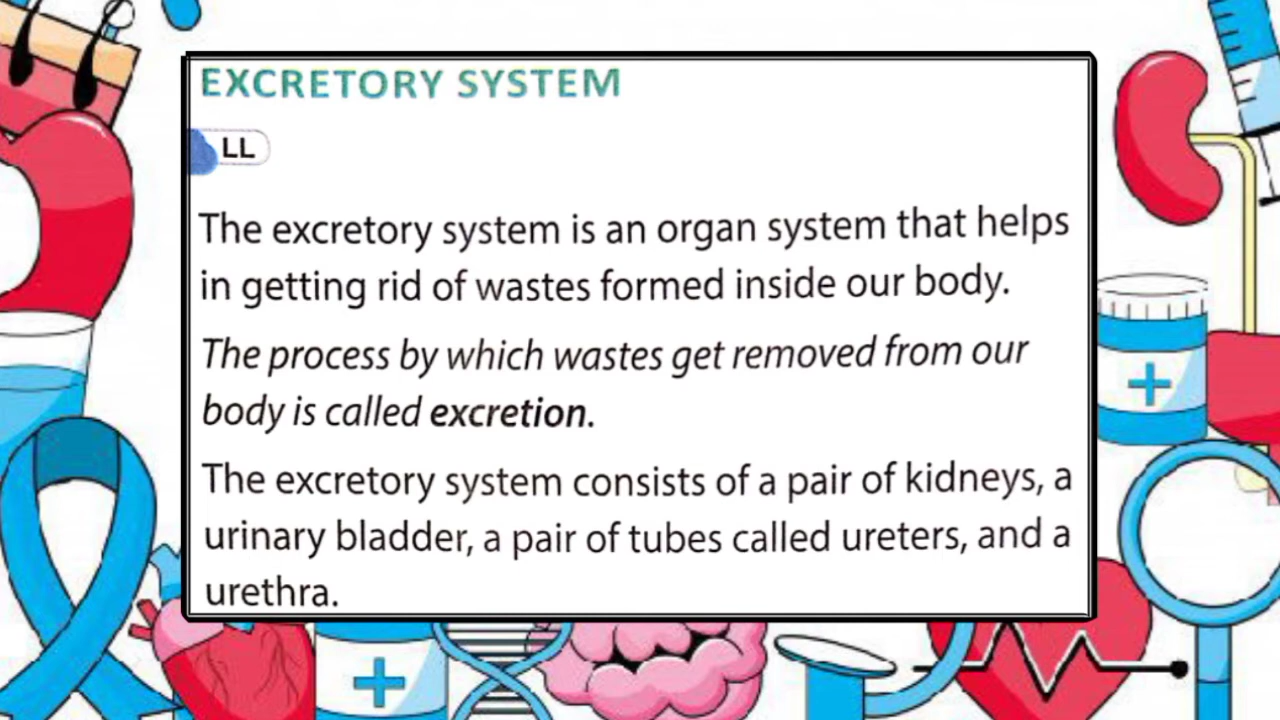 EXCRETORY SYSTEM
LL
The excretory system is an organ system that helps
in getting rid of wastes formed inside our body.
The process by which wastes get removed from our
body is called excretion.
The excretory system consists of a pair of kidneys, a
urinary bladder, a pair of tubes called ureters, and a
urethra.